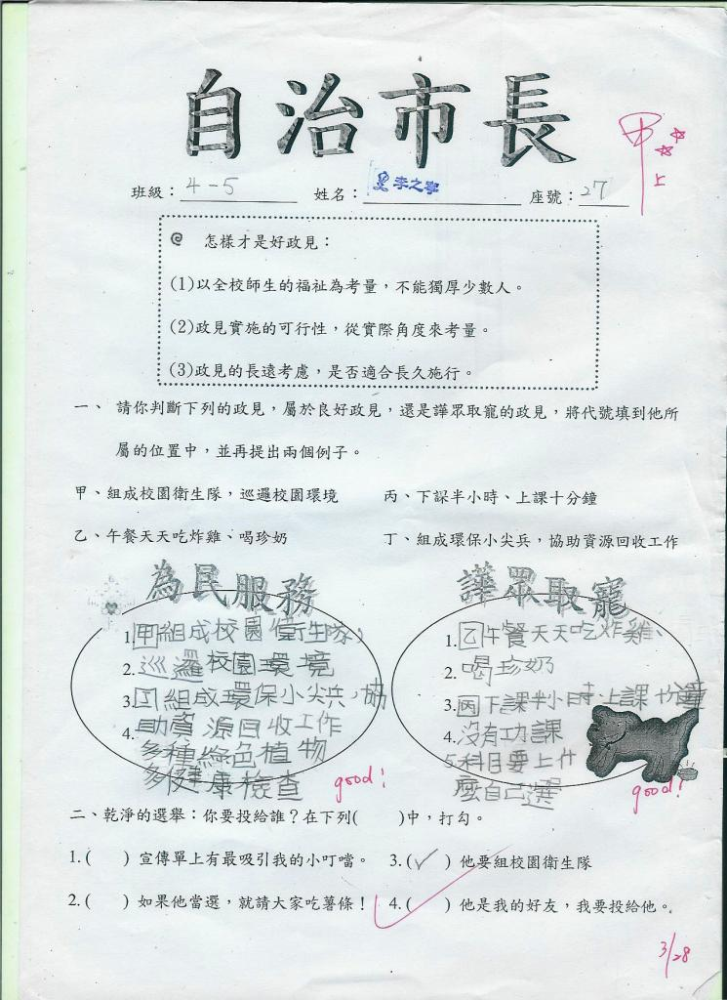 自治市長
甲上
班級：4-5 姓名：李之寧 座號：27
怎樣才是好政見：
(1)以全校師生的福祉為考量，不能獨厚少數人。
(2)政見實施的可行性，從實際角度來考量。
(3)政見的長遠考慮，是否適合長久施行。
一、 請你判斷下列的政見，屬於良好政見，還是譁眾取寵的政見，將代號填到他所
屬的位置中，並再提出兩個例子。
甲、組成校園衛生隊，巡邏校園環境 丙、下課半小時、上課十分鐘
乙、午餐天天吃炸雞、喝珍奶 丁、組成環保小尖兵，協助資源回收工作
為民服務 譁眾取寵
1.甲組成校園衛生隊，
2.巡邏校園環境
3.丁組成環保小尖兵，協
4.助資源回收工作
多種綠色植物
多健康檢查
good!
1.乙午餐天天吃炸雞、
2.喝珍奶
3.丙下課半小時、上課十分鐘
4.沒有功課
5.科目要上什
麼自己選
good!
二、乾淨的選舉：你要投給誰？在下列( )中，打勾。
1.( ) 宣傳單上有最吸引我的小叮噹。 3.(✓) 他要組校園衛生隊
2.( ) 如果他當選，就請大家吃薯條！ 4.( ) 他是我的好友，我要投給他。
3/28